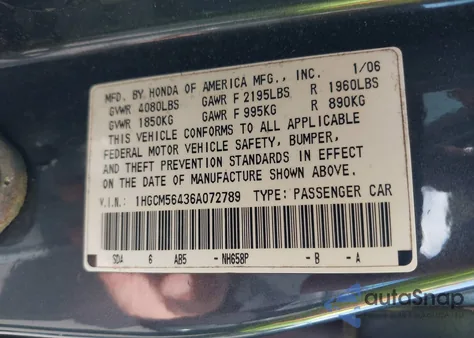 MFD. BY HONDA OF AMERICA MFG., INC. 1/06
GVWR 4080LBS GAWR F 2195LBS R 1960LBS
GVWR 1850KG GAWR F 995KG R 890KG
THIS VEHICLE CONFORMS TO ALL APPLICABLE
FEDERAL MOTOR VEHICLE SAFETY, BUMPER,
AND THEFT PREVENTION STANDARDS IN EFFECT
ON THE DATE OF MANUFACTURE SHOWN ABOVE.
V.I.N: 1HGCM56436A072789 TYPE: PASSENGER CAR
SDA 6 AB5 - NH658P - B - A
autoSnap